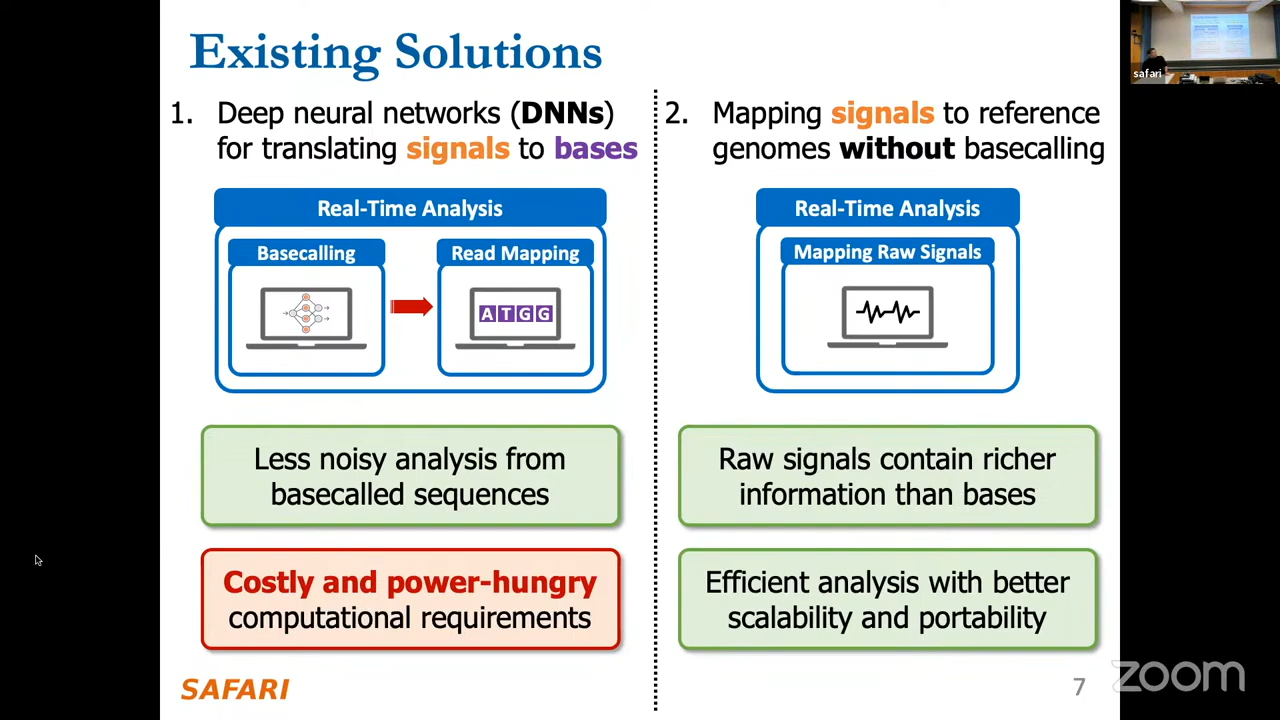 Existing Solutions
1. Deep neural networks (DNNs)
for translating signals to bases
Real-Time Analysis
Basecalling
Read Mapping
A T G G
Less noisy analysis from
basecalled sequences
Costly and power-hungry
computational requirements
2. Mapping signals to reference
genomes without basecalling
Real-Time Analysis
Mapping Raw Signals
Raw signals contain richer
information than bases
Efficient analysis with better
scalability and portability
SAFARI
7
zoom
safari